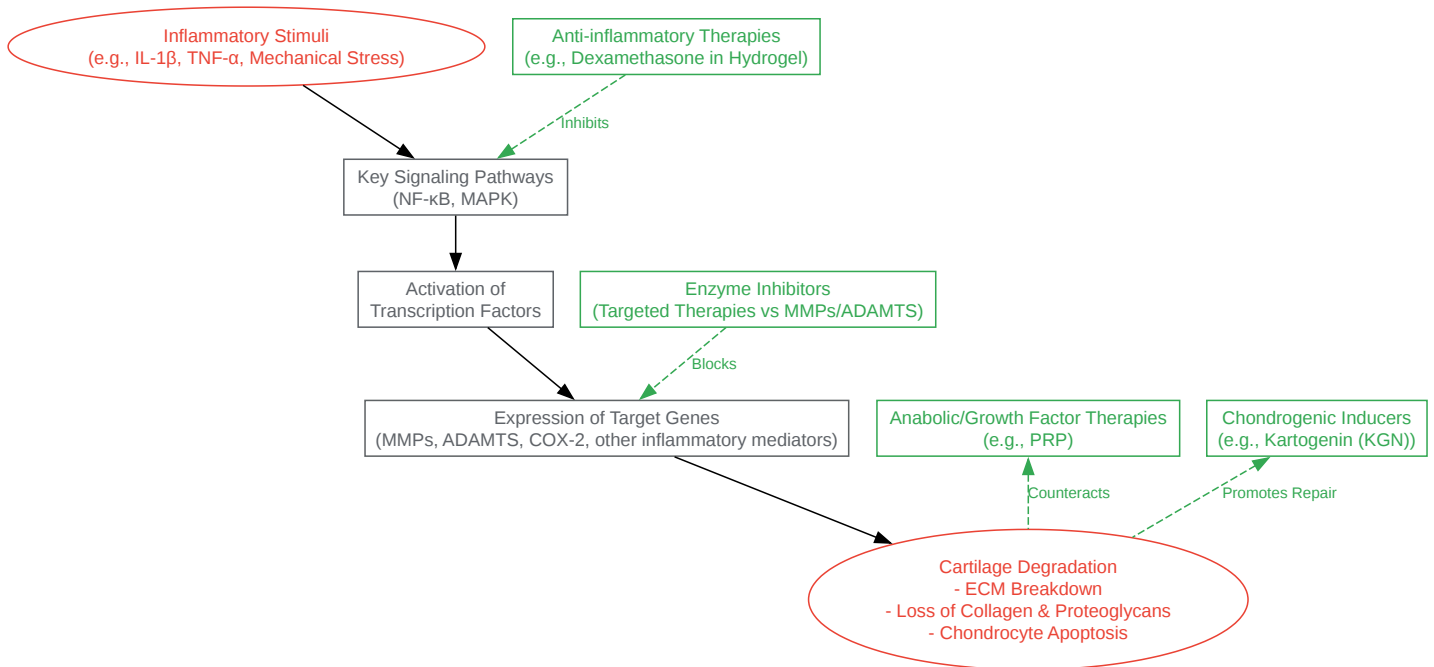 Inflammatory Stimuli
(e.g., IL-1β, TNF-α, Mechanical Stress)
Anti-inflammatory Therapies
(e.g., Dexamethasone in Hydrogel)
Inhibits
Key Signaling Pathways
(NF-κB, MAPK)
Activation of
Transcription Factors
Enzyme Inhibitors
(Targeted Therapies vs MMPs/ADAMTS)
Blocks
Expression of Target Genes
(MMPs, ADAMTS, COX-2, other inflammatory mediators)
Anabolic/Growth Factor Therapies
(e.g., PRP)
Chondrogenic Inducers
(e.g., Kartogenin (KGN))
Counteracts
Promotes Repair
Cartilage Degradation
- ECM Breakdown
- Loss of Collagen & Proteoglycans
- Chondrocyte Apoptosis